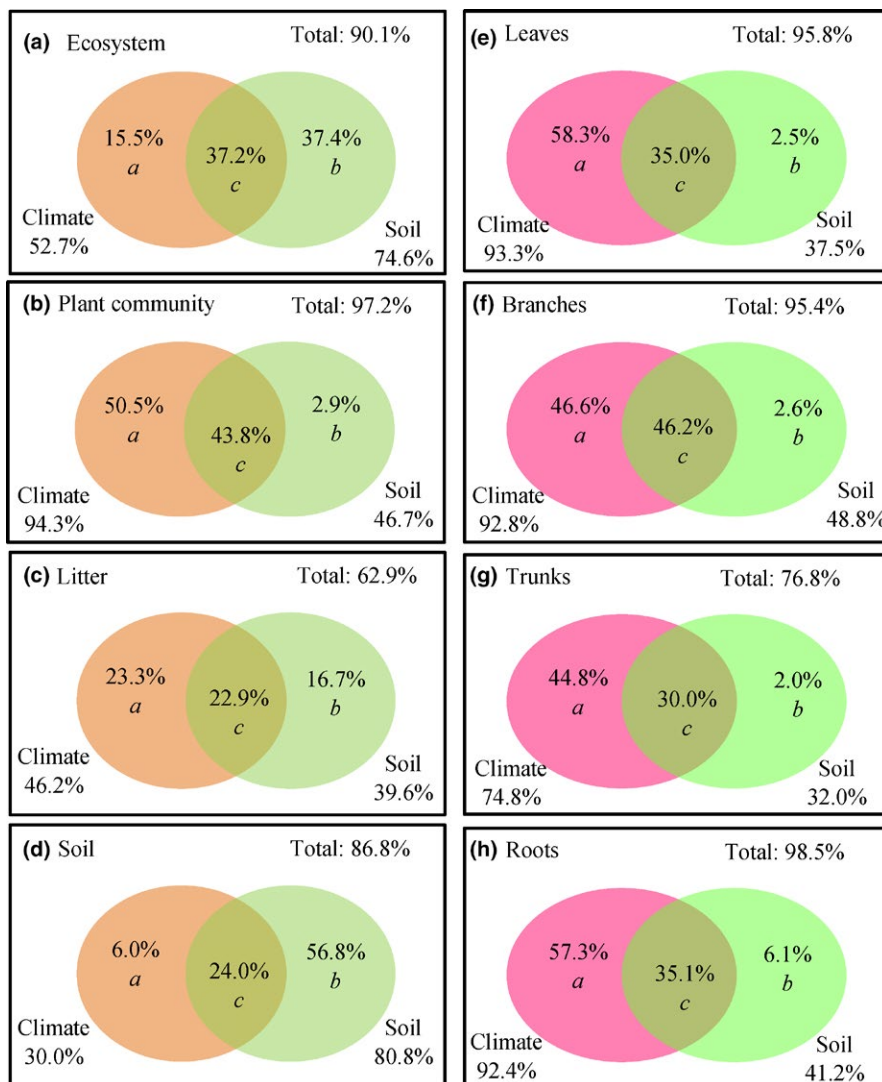 (a) Ecosystem Total: 90.1%
15.5% 37.2% 37.4%
a c b
Climate Soil
52.7% 74.6%
(b) Plant community Total: 97.2%
50.5% 43.8% 2.9%
a c b
Climate Soil
94.3% 46.7%
(c) Litter Total: 62.9%
23.3% 22.9% 16.7%
a c b
Climate Soil
46.2% 39.6%
(d) Soil Total: 86.8%
6.0% 24.0% 56.8%
a c b
Climate Soil
30.0% 80.8%
(e) Leaves Total: 95.8%
58.3% 35.0% 2.5%
a c b
Climate Soil
93.3% 37.5%
(f) Branches Total: 95.4%
46.6% 46.2% 2.6%
a c b
Climate Soil
92.8% 48.8%
(g) Trunks Total: 76.8%
44.8% 30.0% 2.0%
a c b
Climate Soil
74.8% 32.0%
(h) Roots Total: 98.5%
57.3% 35.1% 6.1%
a c b
Climate Soil
92.4% 41.2%